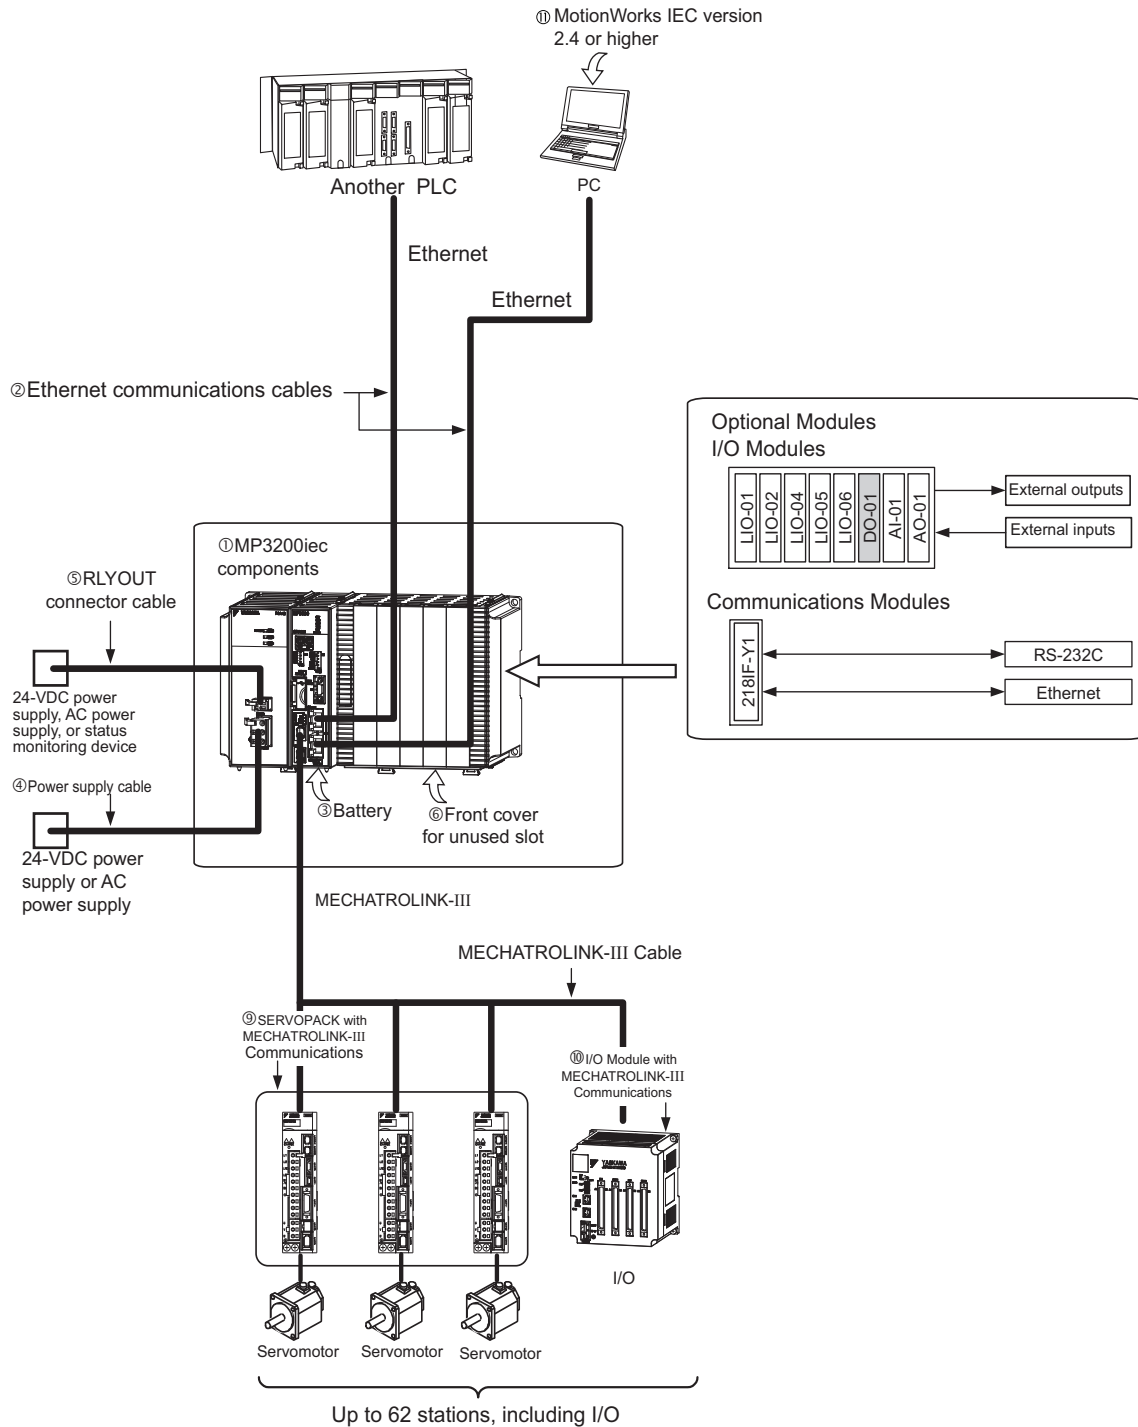 ⑪MotionWorks IEC version
2.4 or higher
Another PLC
PC
Ethernet
Ethernet
②Ethernet communications cables
Optional Modules
I/O Modules
LIO-01
LIO-02
LIO-04
LIO-05
LIO-06
DO-01
AI-01
AO-01
External outputs
External inputs
Communications Modules
218IF-Y1
RS-232C
Ethernet
①MP3200iec
components
⑤RLYOUT
connector cable
24-VDC power
supply, AC power
supply, or status
monitoring device
④Power supply cable
24-VDC power
supply or AC
power supply
③Battery
⑥Front cover
for unused slot
MECHATROLINK-III
MECHATROLINK-III Cable
⑨SERVOPACK with
MECHATROLINK-III
Communications
⑩I/O Module with
MECHATROLINK-III
Communications
YASKAWA
I/O
Servomotor
Servomotor
Servomotor
Up to 62 stations, including I/O